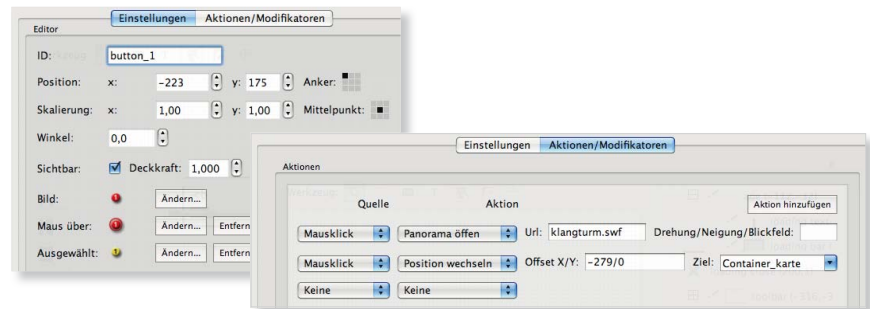 Einstellungen Aktionen/Modifikatoren
Editor
ID: button_1
Position: x: -223 y: 175 Anker:
Skalierung: x: 1,00 y: 1,00 Mittelpunkt:
Winkel: 0,0
Sichtbar: Deckkraft: 1,000
Bild: Ändern...
Maus über: Ändern... Entfern
Ausgewählt: Ändern... Entfern
Einstellungen Aktionen/Modifikatoren
Aktionen
Quelle Aktion Aktion hinzufügen
Mausklick Panorama öffen Url: klangturm.swf Drehung/Neigung/Blickfeld:
Mausklick Position wechseln Offset X/Y: -279/0 Ziel: Container_karte
Keine Keine